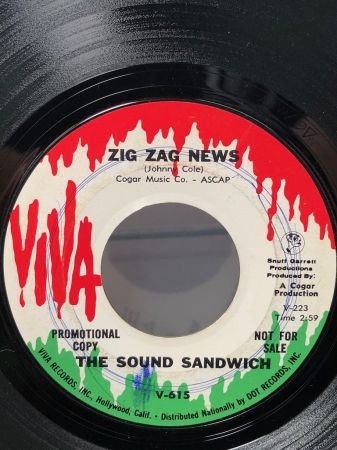 ZIG ZAG NEWS
(Johnny Cole)
Cogar Music Co. - ASCAP
VIVA
Snuff Garrett
Productions
Produced By:
A Cogar
Production
V-223
Time 2:59
PROMOTIONAL
COPY
NOT FOR
SALE
THE SOUND SANDWICH
V-615
VIVA RECORDS, INC., Hollywood, Calif. • Distributed Nationally by DOT RECORDS, INC.